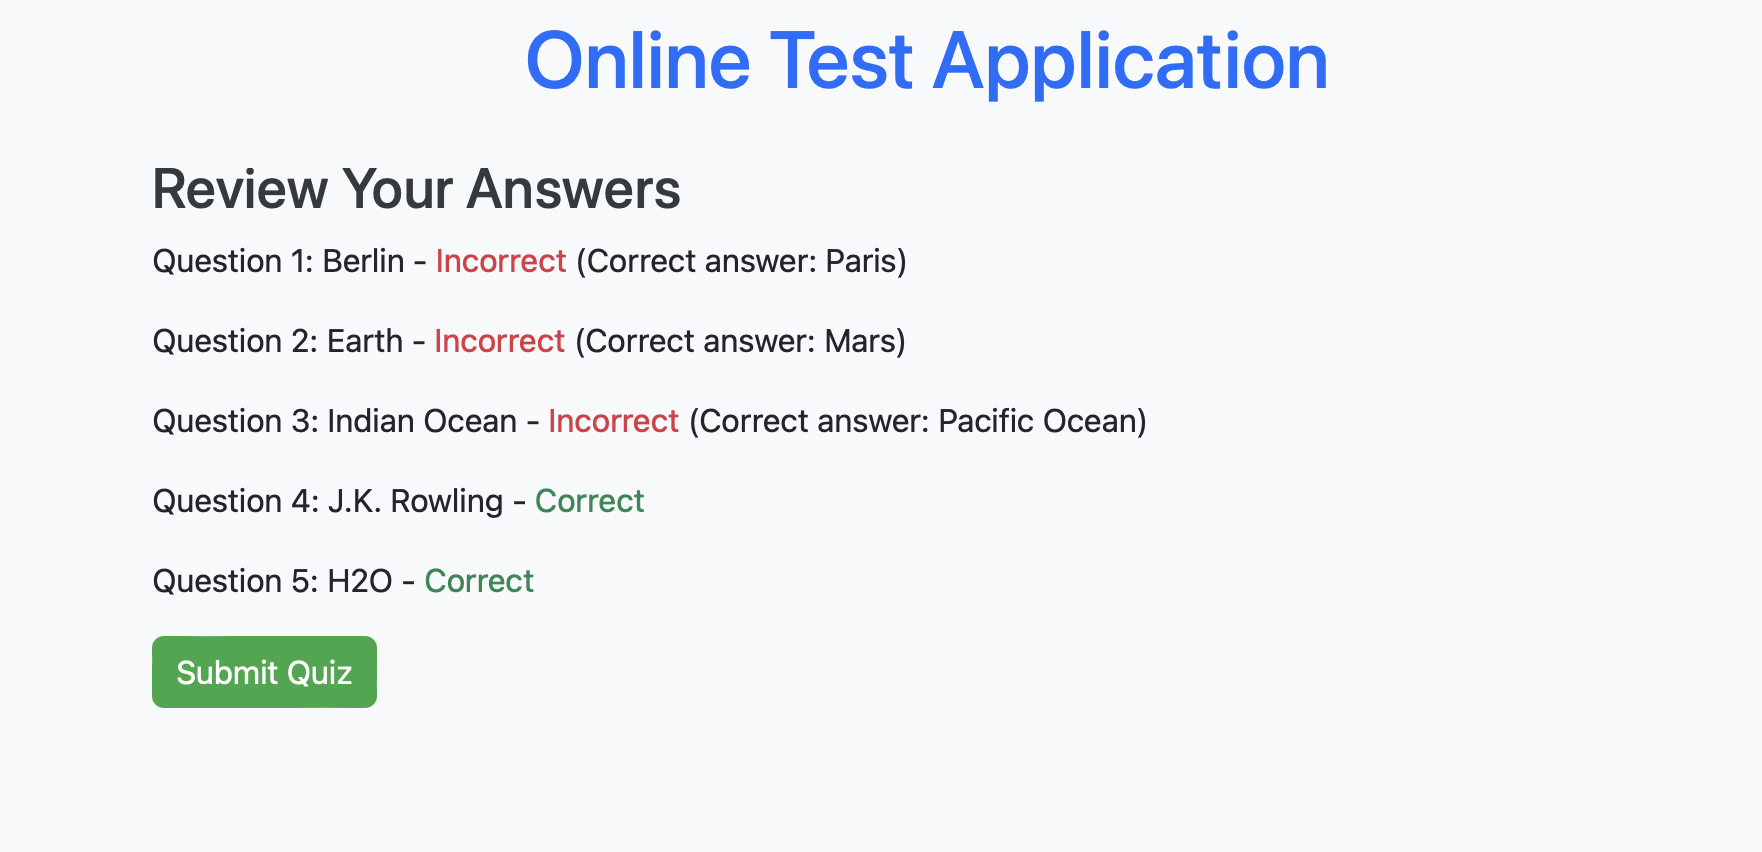 Online Test Application
Review Your Answers
Question 1: Berlin - Incorrect (Correct answer: Paris)
Question 2: Earth - Incorrect (Correct answer: Mars)
Question 3: Indian Ocean - Incorrect (Correct answer: Pacific Ocean)
Question 4: J.K. Rowling - Correct
Question 5: H2O - Correct
Submit Quiz